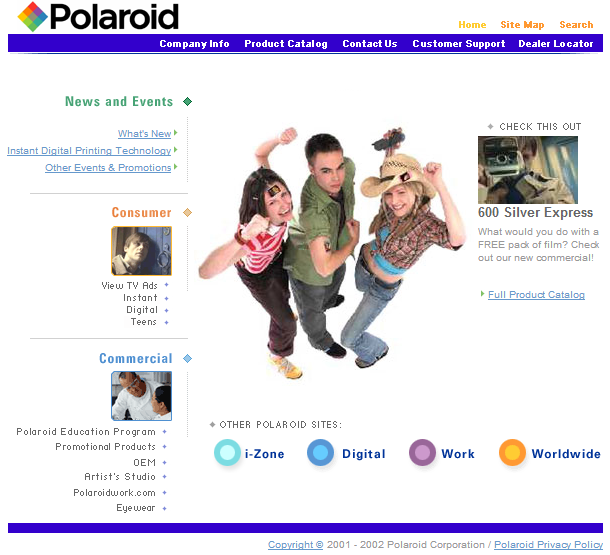 Polaroid
Home Site Map Search
Company Info Product Catalog Contact Us Customer Support Dealer Locator
News and Events
What's New
Instant Digital Printing Technology
Other Events & Promotions
Consumer
View TV Ads
Instant
Digital
Teens
Commercial
Polaroid Education Program
Promotional Products
OEM
Artist's Studio
Polaroidwork.com
Eyewear
CHECK THIS OUT
600 Silver Express
What would you do with a
FREE pack of film? Check
out our new commercial!
Full Product Catalog
OTHER POLAROID SITES:
i-Zone Digital Work Worldwide
Copyright © 2001 - 2002 Polaroid Corporation / Polaroid Privacy Policy